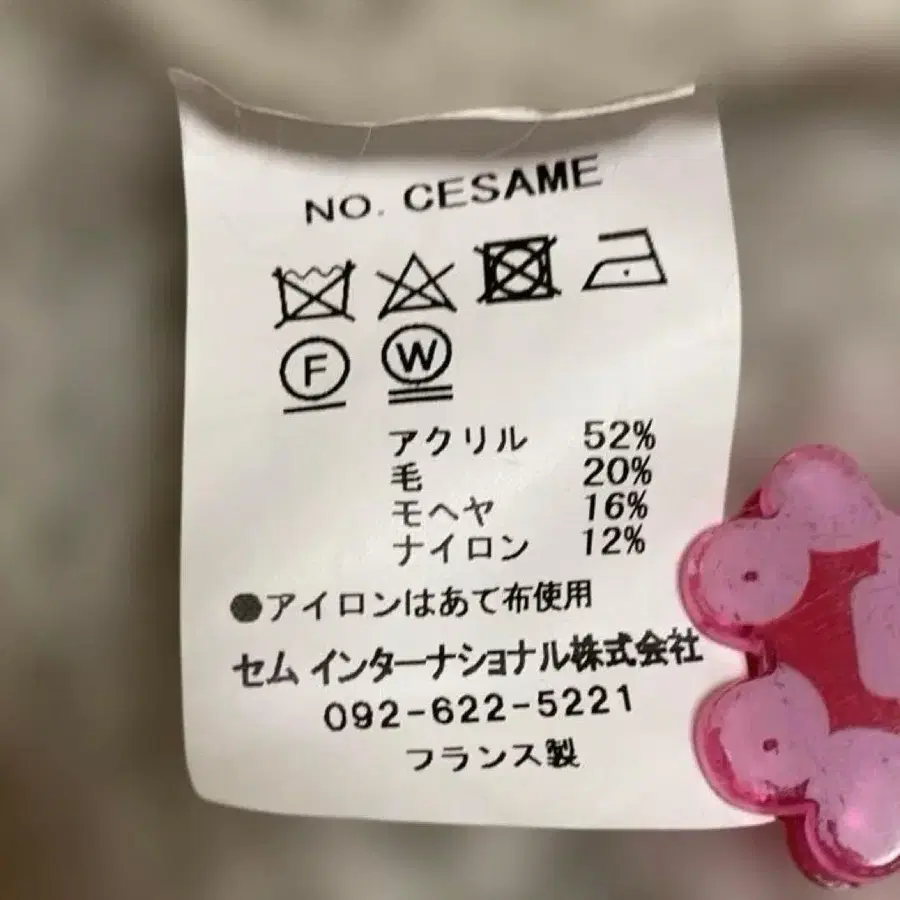 NO. CESAME
F W
アクリル 52%
毛 20%
モヘヤ 16%
ナイロン 12%
●アイロンはあて布使用
セム インターナショナル株式会社
092-622-5221
フランス製